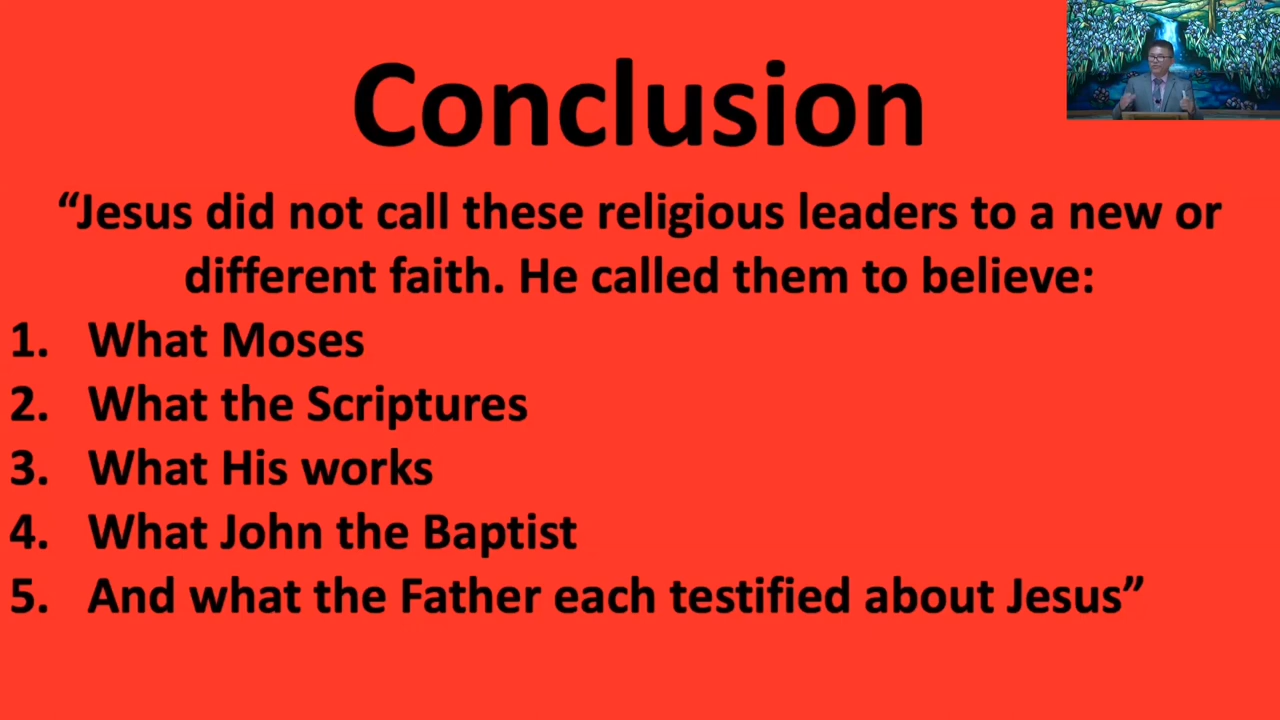 Conclusion
“Jesus did not call these religious leaders to a new or
different faith. He called them to believe:
1. What Moses
2. What the Scriptures
3. What His works
4. What John the Baptist
5. And what the Father each testified about Jesus”